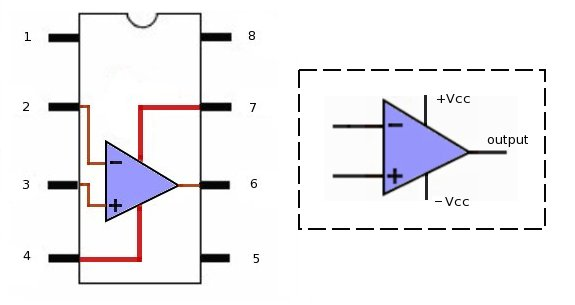 1 8
2 7
3 6
4 5
−
+
+Vcc
−
output
+
−Vcc